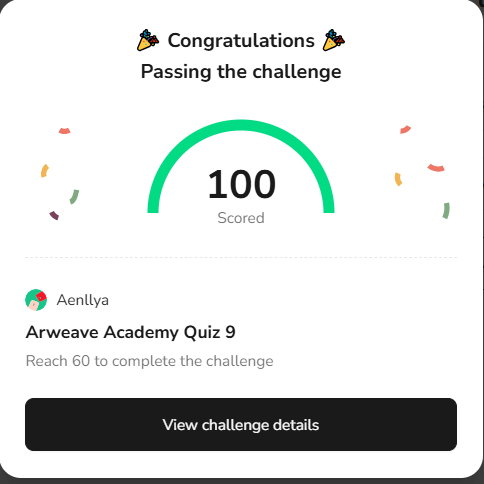 🎉 Congratulations 🎉
Passing the challenge
100
Scored
Aenllya
Arweave Academy Quiz 9
Reach 60 to complete the challenge
View challenge details